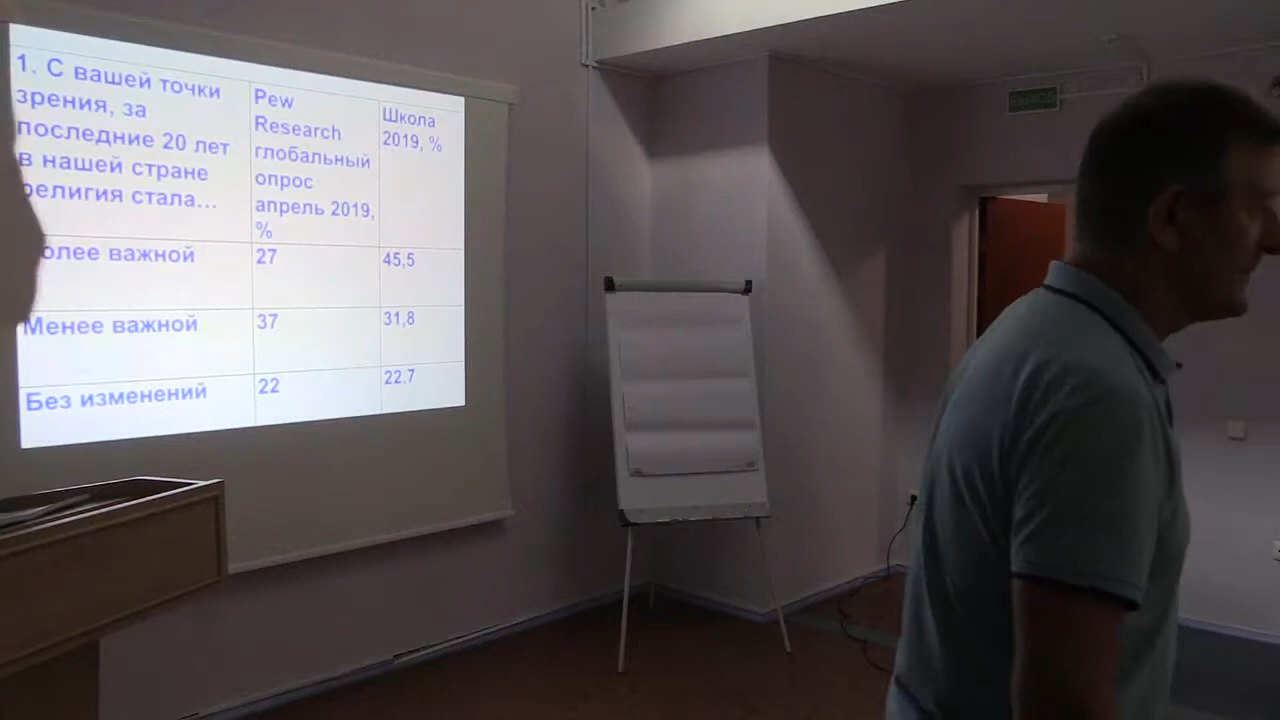 1. С вашей точки
зрения, за
последние 20 лет
в нашей стране
религия стала...
Pew
Research
глобальный
опрос
апрель 2019,
%
Школа
2019, %
более важной
27
45,5
Менее важной
37
31,8
Без изменений
22
22.7